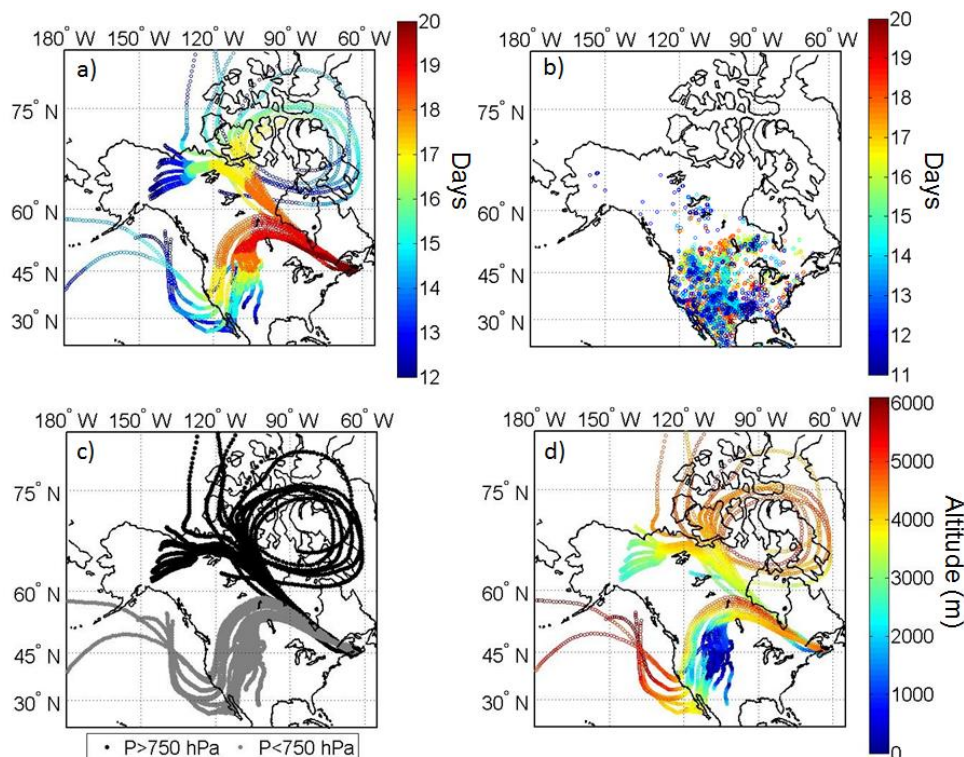 180° W 150° W 120° W 90° W 60° W
a)
75° N
60° N
45° N
30° N
20
19
18
17
16
15
14
13
12
Days
180° W 150° W 120° W 90° W 60° W
b)
75° N
60° N
45° N
30° N
20
19
18
17
16
15
14
13
12
11
Days
180° W 150° W 120° W 90° W 60° W
c)
75° N
60° N
45° N
30° N
P>750 hPa P<750 hPa
180° W 150° W 120° W 90° W 60° W
d)
75° N
60° N
45° N
30° N
6000
5000
4000
3000
2000
1000
0
Altitude (m)